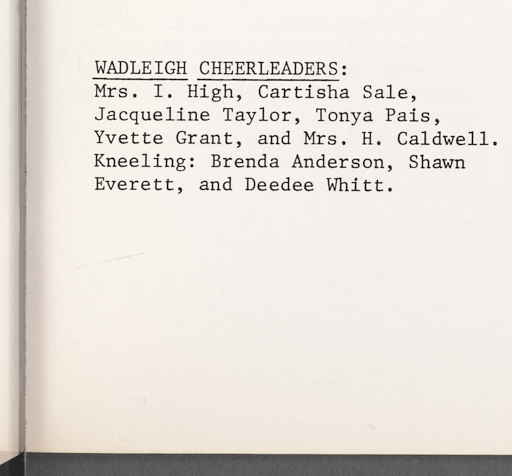 WADLEIGH CHEERLEADERS:
Mrs. I. High, Cartisha Sale,
Jacqueline Taylor, Tonya Pais,
Yvette Grant, and Mrs. H. Caldwell.
Kneeling: Brenda Anderson, Shawn
Everett, and Deedee Whitt.